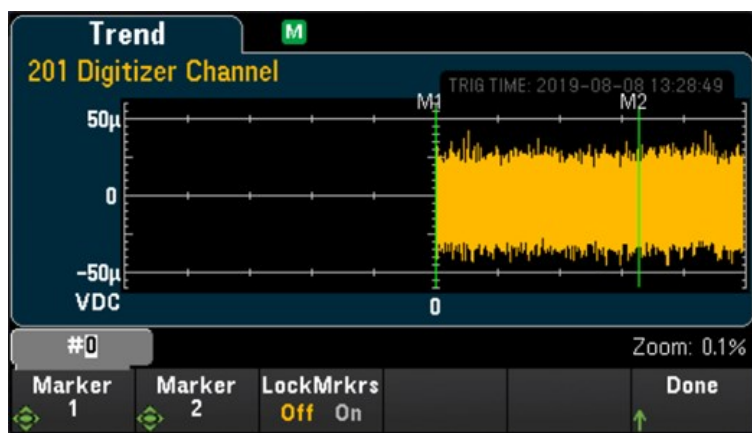 Trend M
201 Digitizer Channel
TRIG TIME: 2019-08-08 13:28:49
M1 M2
50µ
0
-50µ
VDC 0
#0 Zoom: 0.1%
Marker 1 Marker 2 LockMrkrs Off On Done